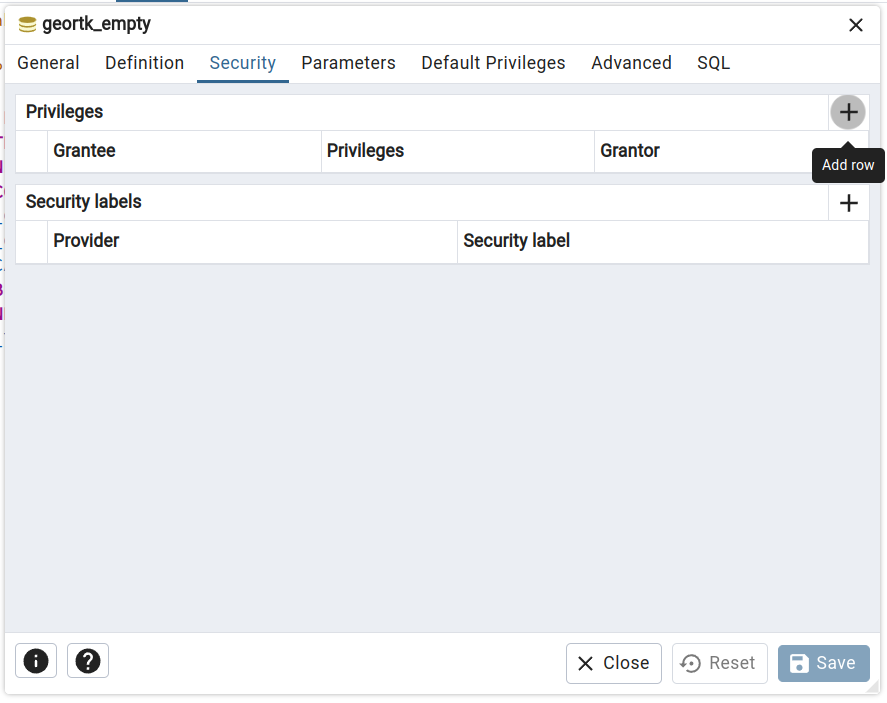 geortk_empty
General Definition Security Parameters Default Privileges Advanced SQL
Privileges
Grantee Privileges Grantor
Add row
Security labels
Provider Security label
Close Reset Save